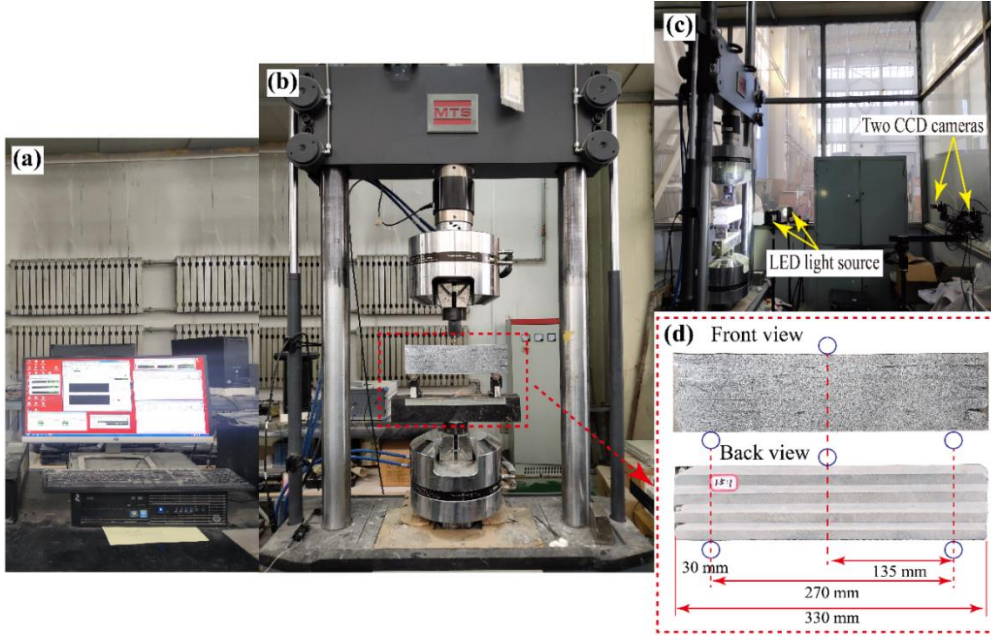 (a)
(b)
MTS
(c)
Two CCD cameras
LED light source
(d)
Front view
Back view
30 mm
135 mm
270 mm
330 mm